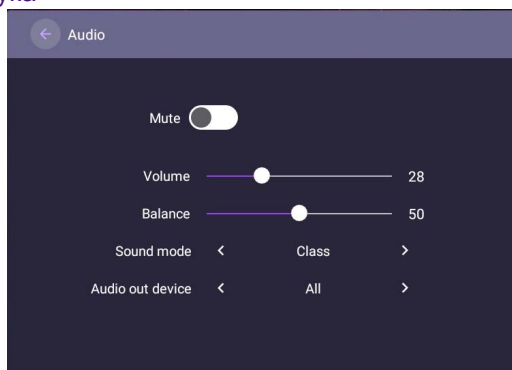 Audio
Mute
Volume 28
Balance 50
Sound mode < Class >
Audio out device < All >